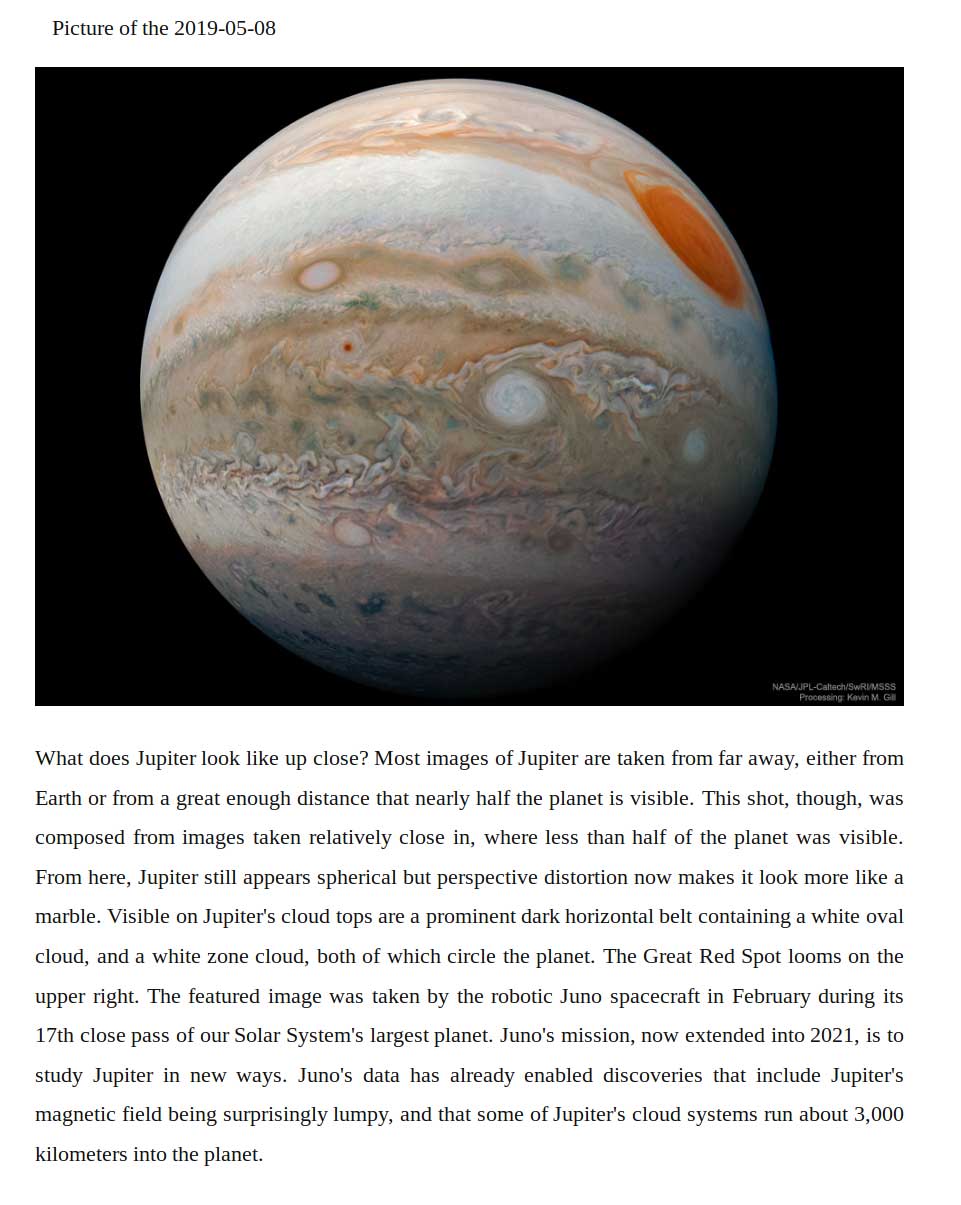 Picture of the 2019-05-08
NASA/JPL-Caltech/SwRI/MSSS
Processing: Kevin M. Gill
What does Jupiter look like up close? Most images of Jupiter are taken from far away, either from
Earth or from a great enough distance that nearly half the planet is visible. This shot, though, was
composed from images taken relatively close in, where less than half of the planet was visible.
From here, Jupiter still appears spherical but perspective distortion now makes it look more like a
marble. Visible on Jupiter's cloud tops are a prominent dark horizontal belt containing a white oval
cloud, and a white zone cloud, both of which circle the planet. The Great Red Spot looms on the
upper right. The featured image was taken by the robotic Juno spacecraft in February during its
17th close pass of our Solar System's largest planet. Juno's mission, now extended into 2021, is to
study Jupiter in new ways. Juno's data has already enabled discoveries that include Jupiter's
magnetic field being surprisingly lumpy, and that some of Jupiter's cloud systems run about 3,000
kilometers into the planet.